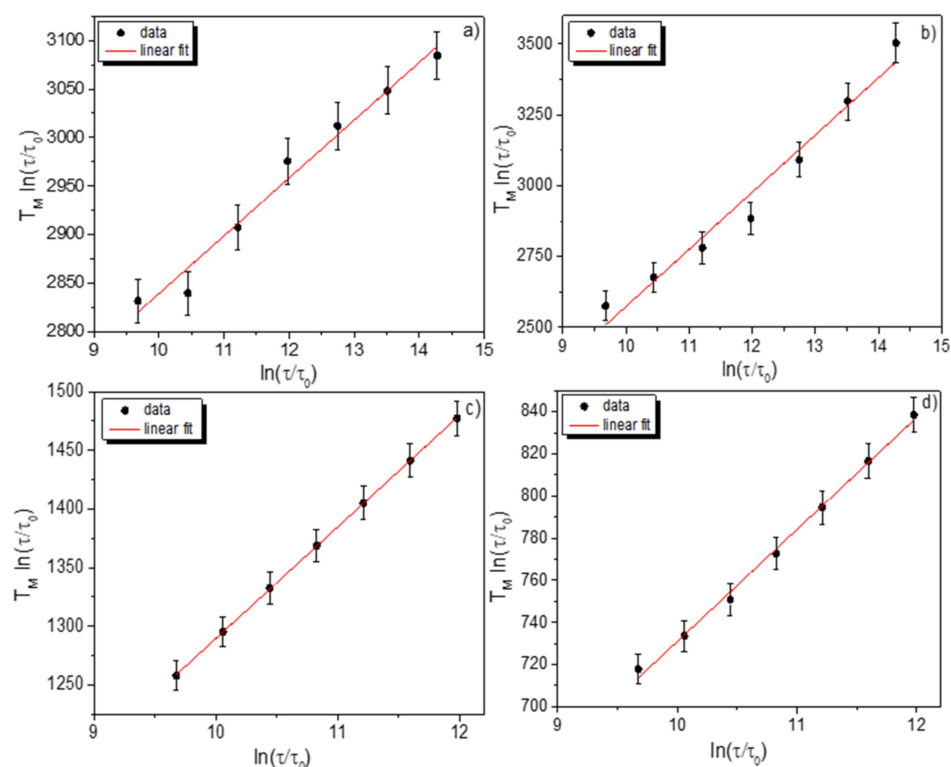 data
linear fit
a)
3100
3050
3000
2950
2900
2850
2800
T_M ln(τ/τ_0)
9 10 11 12 13 14 15
ln(τ/τ_0)
data
linear fit
b)
3500
3250
3000
2750
2500
T_M ln(τ/τ_0)
9 10 11 12 13 14 15
ln(τ/τ_0)
data
linear fit
c)
1500
1450
1400
1350
1300
1250
T_M ln(τ/τ_0)
9 10 11 12
ln(τ/τ_0)
data
linear fit
d)
840
820
800
780
760
740
720
700
T_M ln(τ/τ_0)
9 10 11 12
ln(τ/τ_0)